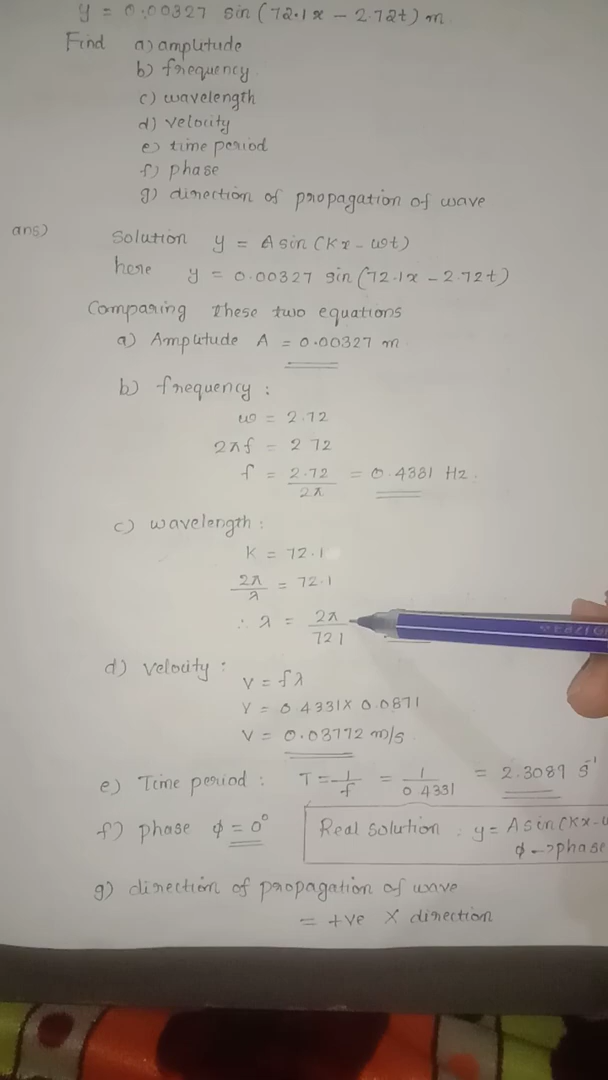 y = 0.00327 sin (72.1x - 2.72t) m
Find a) amplitude
b) frequency
c) wavelength
d) velocity
e) time period
f) phase
g) direction of propagation of wave
ans) Solution y = A sin (Kx - ωt)
here y = 0.00327 sin (72.1x - 2.72t)
Comparing these two equations
a) Amplitude A = 0.00327 m
b) frequency :
ω = 2.72
2πf = 2.72
f = 2.72/2π = 0.4331 Hz.
c) wavelength :
K = 72.1
2π/λ = 72.1
∴ λ = 2π/72.1
d) velocity :
V = fλ
V = 0.4331 X 0.0871
V = 0.03772 m/s
e) Time period : T = 1/f = 1/0.4331 = 2.3089 s⁻¹
f) phase ϕ = 0°
Real solution : y = A sin (Kx -
ϕ -> phase
g) direction of propagation of wave
= +ve X direction